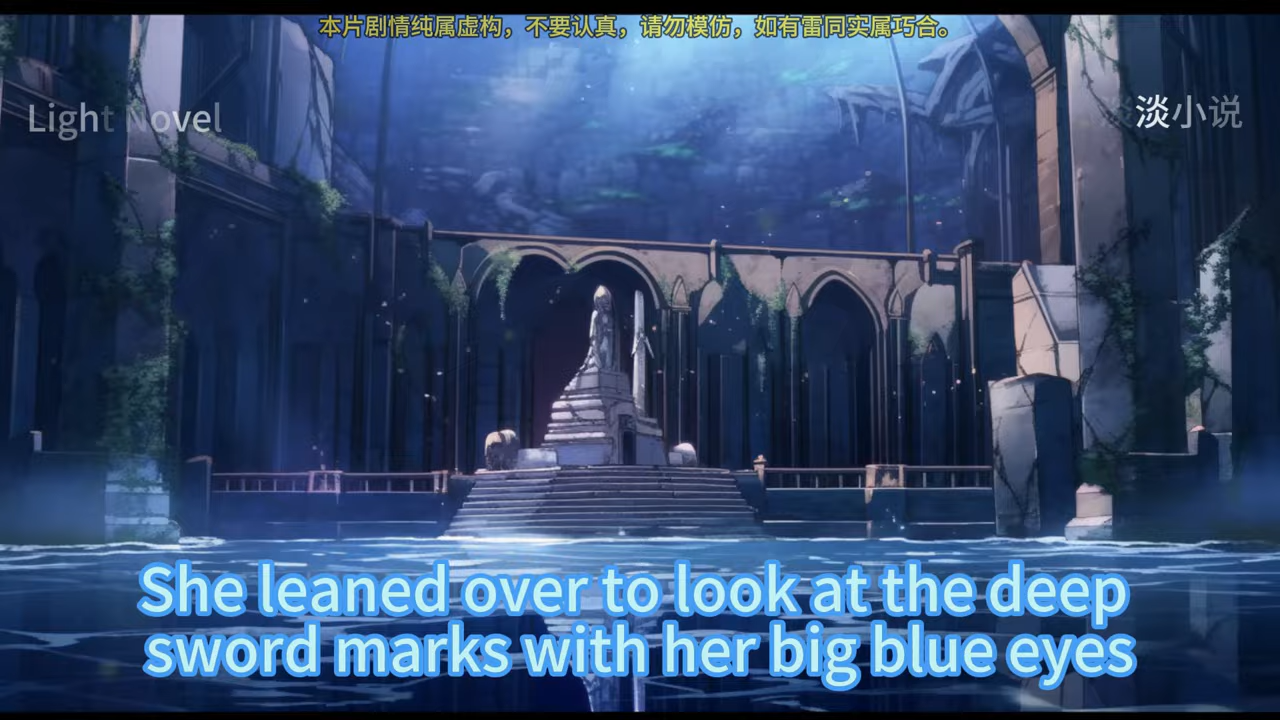 本片剧情纯属虚构，不要认真，请勿模仿，如有雷同实属巧合。
Light Novel
淡淡小说
She leaned over to look at the deep
sword marks with her big blue eyes